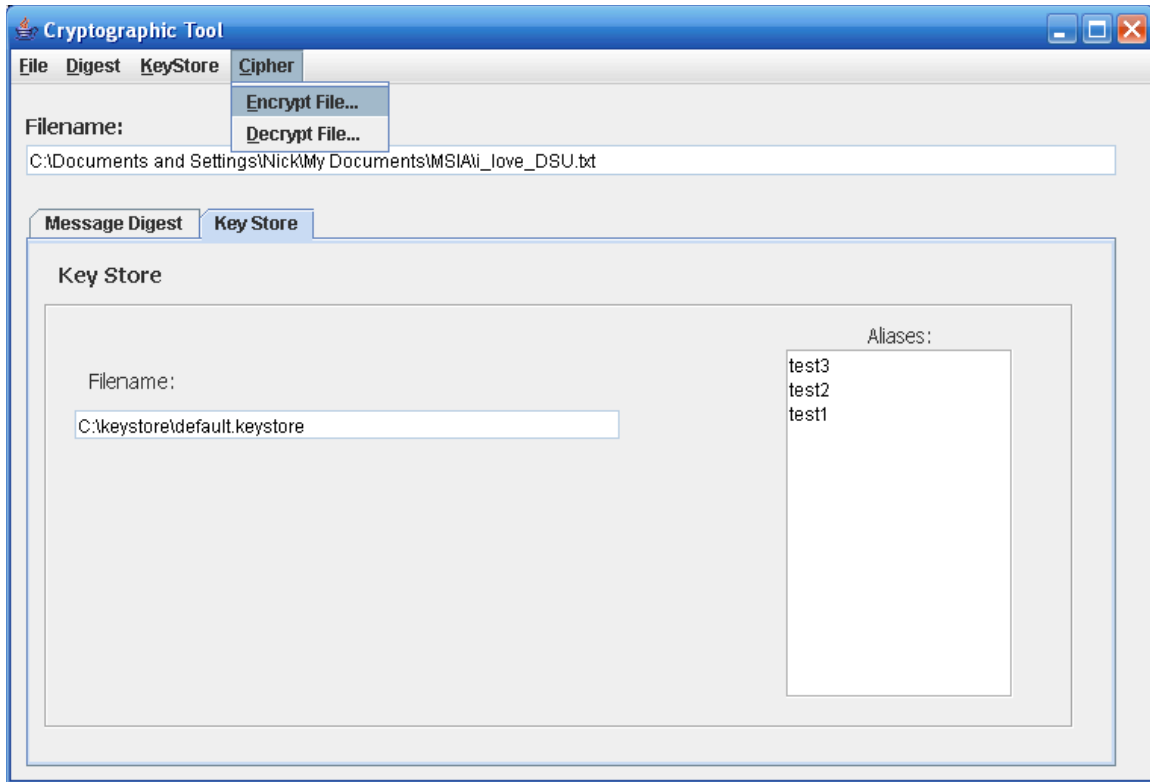 Cryptographic Tool
File Digest KeyStore Cipher
Encrypt File...
Decrypt File...
Filename:
C:\Documents and Settings\Nick\My Documents\MSIA\i_love_DSU.txt
Message Digest Key Store
Key Store
Aliases:
test3
test2
test1
Filename:
C:\keystore\default.keystore